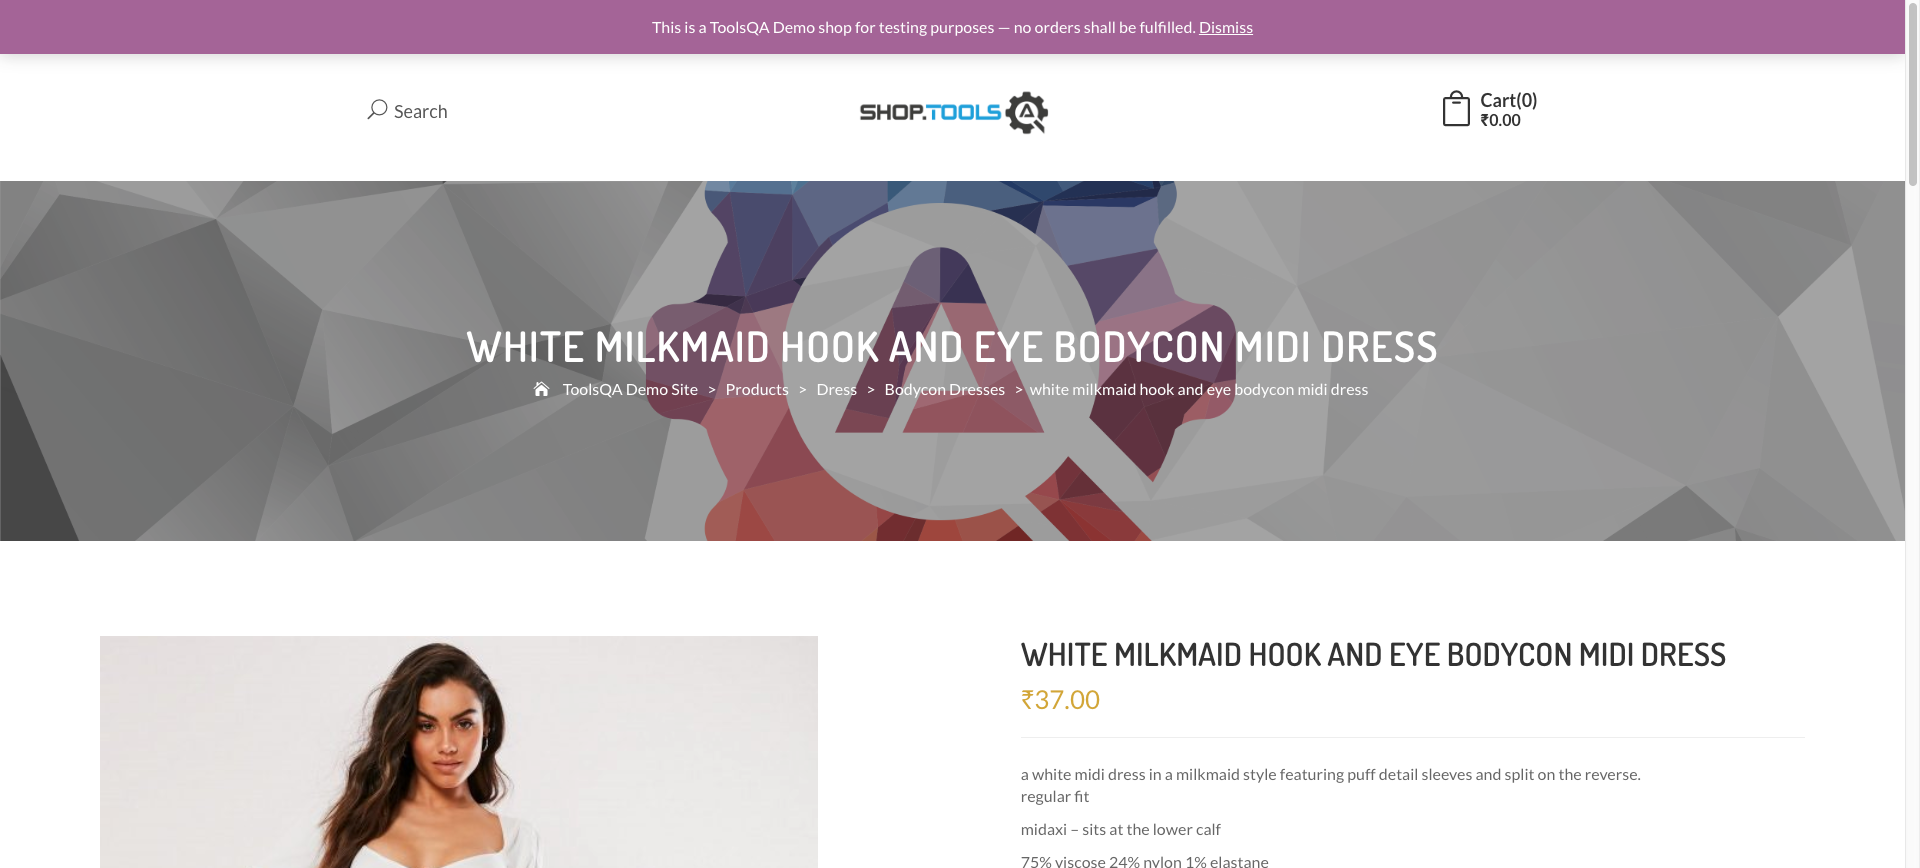 This is a ToolsQA Demo shop for testing purposes — no orders shall be fulfilled. Dismiss
Search
SHOP.TOOLS
Cart(0)
₹0.00
WHITE MILKMAID HOOK AND EYE BODYCON MIDI DRESS
ToolsQA Demo Site > Products > Dress > Bodycon Dresses > white milkmaid hook and eye bodycon midi dress
WHITE MILKMAID HOOK AND EYE BODYCON MIDI DRESS
₹37.00
a white midi dress in a milkmaid style featuring puff detail sleeves and split on the reverse.
regular fit
midaxi – sits at the lower calf
75% viscose 24% nylon 1% elastane